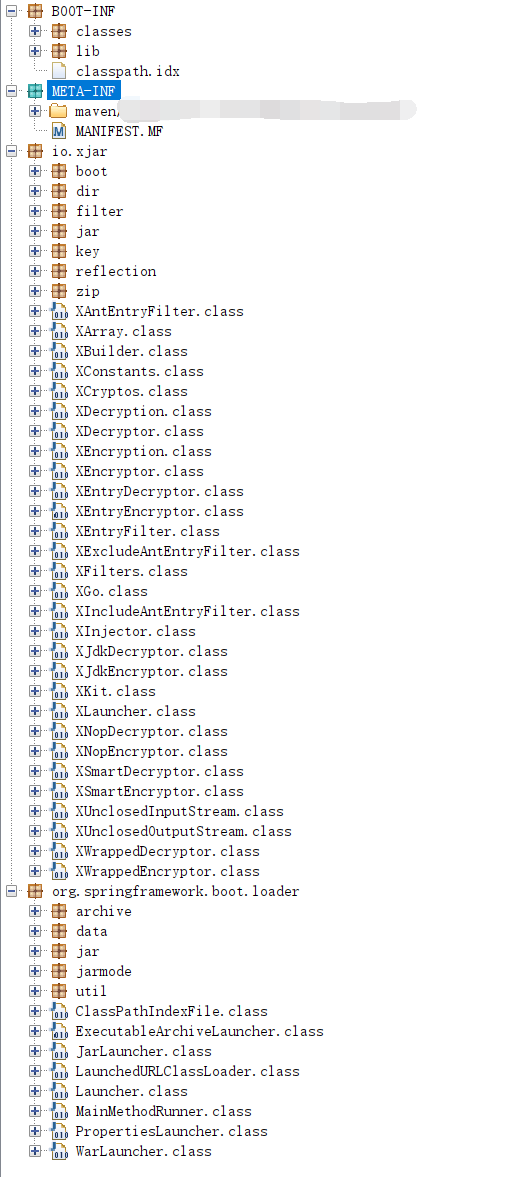 BOOT-INF
classes
lib
classpath.idx
META-INF
maven/
MANIFEST.MF
io.xjar
boot
dir
filter
jar
key
reflection
zip
XAntEntryFilter.class
XArray.class
XBuilder.class
XConstants.class
XCryptos.class
XDecryption.class
XDecryptor.class
XEncryption.class
XEncryptor.class
XEntryDecryptor.class
XEntryEncryptor.class
XEntryFilter.class
XExcludeAntEntryFilter.class
XFilters.class
XGo.class
XIncludeAntEntryFilter.class
XInjector.class
XJdkDecryptor.class
XJdkEncryptor.class
XKit.class
XLauncher.class
XNopDecryptor.class
XNopEncryptor.class
XSmartDecryptor.class
XSmartEncryptor.class
XUnclosedInputStream.class
XUnclosedOutputStream.class
XWrappedDecryptor.class
XWrappedEncryptor.class
org.springframework.boot.loader
archive
data
jar
jarmode
util
ClassPathIndexFile.class
ExecutableArchiveLauncher.class
JarLauncher.class
LaunchedURLClassLoader.class
Launcher.class
MainMethodRunner.class
PropertiesLauncher.class
WarLauncher.class